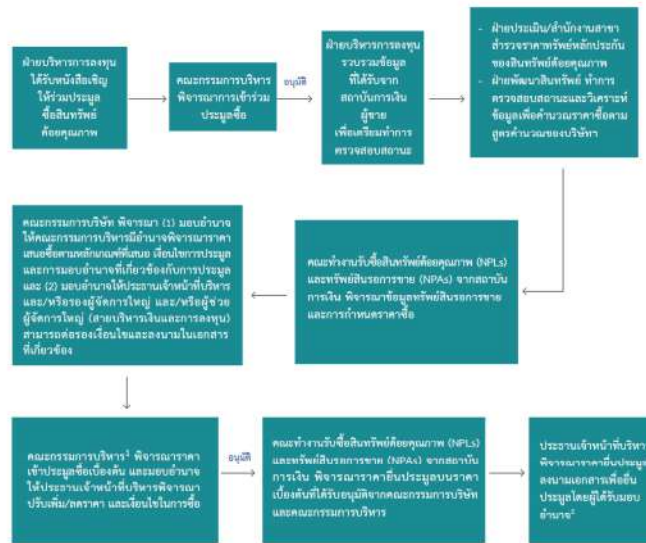 ฝ่ายบริหารการลงทุน
ได้รับหนังสือเชิญ
ให้ร่วมประมูล
ซื้อสินทรัพย์
ด้อยคุณภาพ
คณะกรรมการบริหาร
พิจารณาการเข้าร่วม
ประมูลซื้อ
อนุมัติ
ฝ่ายบริหารการลงทุน
รวบรวมข้อมูล
ที่ได้รับจาก
สถาบันการเงิน
ผู้ขาย
เพื่อเตรียมทำการ
ตรวจสอบสถานะ
- ฝ่ายประเมิน/สำนักงานสาขา
สำรวจราคาทรัพย์หลักประกัน
ของสินทรัพย์ด้อยคุณภาพ
- ฝ่ายพัฒนาสินทรัพย์ ทำการ
ตรวจสอบสถานะและวิเคราะห์
ข้อมูลเพื่อคำนวณราคาซื้อตาม
สูตรคำนวณของบริษัทฯ
คณะทำงานรับซื้อสินทรัพย์ด้อยคุณภาพ (NPLs)
และทรัพย์สินรอการขาย (NPAs) จากสถาบัน
การเงิน พิจารณาข้อมูลทรัพย์สินรอการขาย
และการกำหนดราคาซื้อ
คณะกรรมการบริษัท พิจารณา (1) มอบอำนาจ
ให้คณะกรรมการบริหารมีอำนาจพิจารณาราคา
เสนอซื้อตามหลักเกณฑ์ที่เสนอ เงื่อนไขการประมูล
และการมอบอำนาจที่เกี่ยวข้องกับการประมูล
และ (2) มอบอำนาจให้ประธานเจ้าหน้าที่บริหาร
และ/หรือรองผู้จัดการใหญ่ และ/หรือผู้ช่วย
ผู้จัดการใหญ่ (สายบริหารเงินและการลงทุน)
สามารถต่อรองเงื่อนไขและลงนามในเอกสาร
ที่เกี่ยวข้อง
คณะกรรมการบริหาร¹ พิจารณาราคา
เข้าประมูลซื้อเบื้องต้น และมอบอำนาจ
ให้ประธานเจ้าหน้าที่บริหารพิจารณา
ปรับเพิ่ม/ลดราคา และเงื่อนไขในการซื้อ
อนุมัติ
คณะทำงานรับซื้อสินทรัพย์ด้อยคุณภาพ (NPLs)
และทรัพย์สินรอการขาย (NPAs) จากสถาบัน
การเงิน พิจารณาราคายื่นประมูลบนราคา
เบื้องต้นที่ได้รับอนุมัติจากคณะกรรมการบริษัท
และคณะกรรมการบริหาร
ประธานเจ้าหน้าที่บริหาร
พิจารณาราคายื่นประมูล
ลงนามเอกสารเพื่อยื่น
ประมูลโดยผู้ได้รับมอบ
อำนาจ²